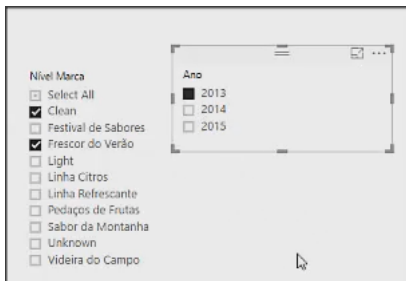 Nível Marca
Select All
Clean
Festival de Sabores
Frescor do Verão
Light
Linha Citros
Linha Refrescante
Pedaços de Frutas
Sabor da Montanha
Unknown
Videira do Campo
Ano
2013
2014
2015